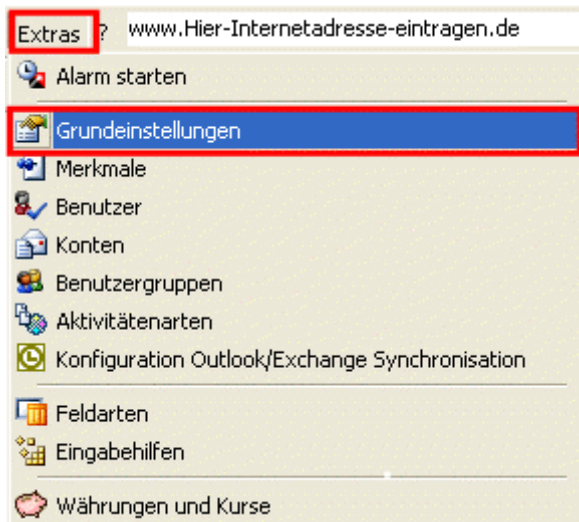 Extras ? www.Hier-Internetadresse-eintragen.de
Alarm starten
Grundeinstellungen
Merkmale
Benutzer
Konten
Benutzergruppen
Aktivitätenarten
Konfiguration Outlook/Exchange Synchronisation
Feldarten
Eingabehilfen
Währungen und Kurse